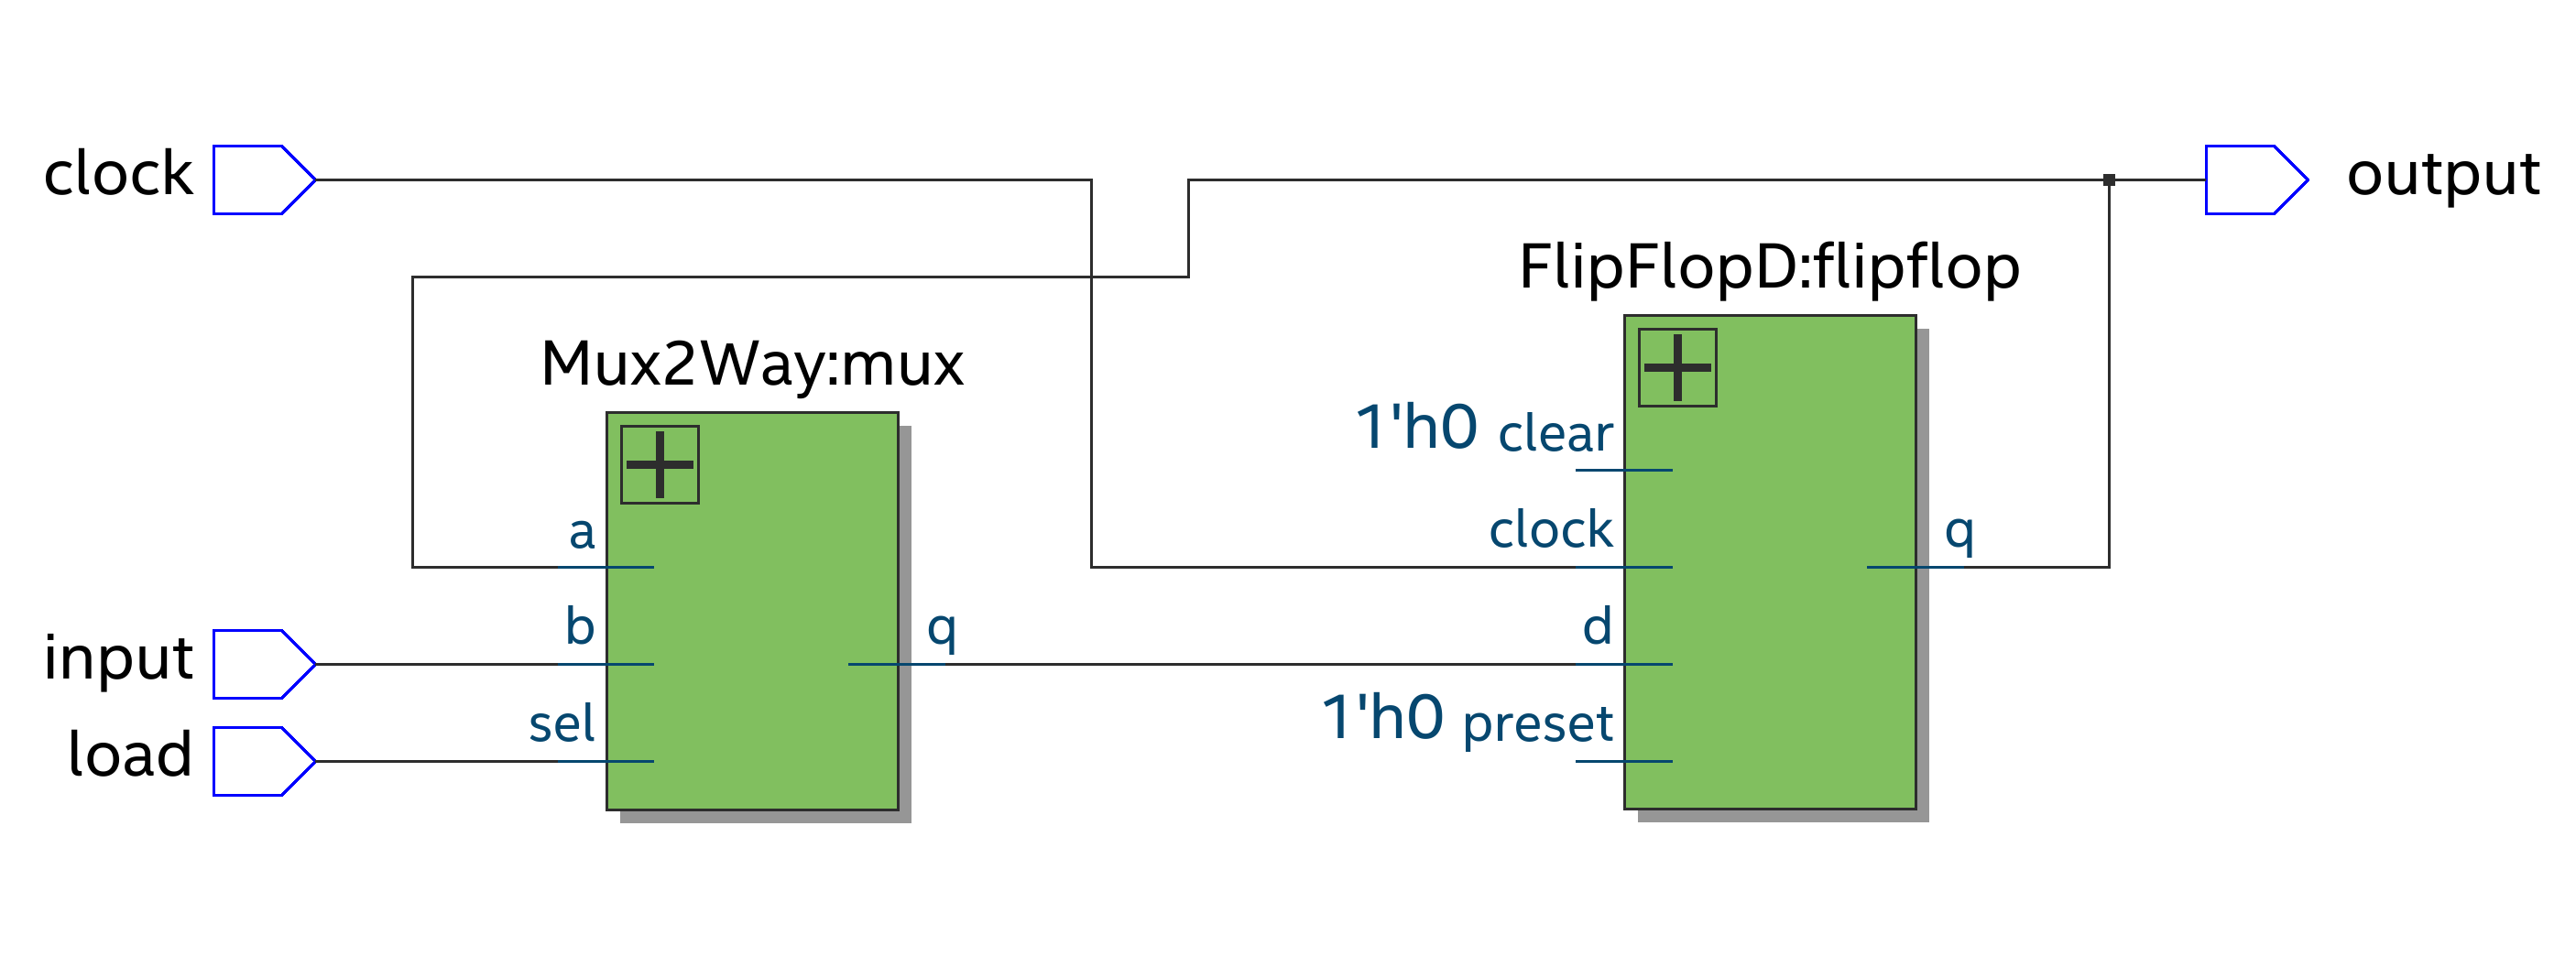 clock
output
FlipFlopD:flipflop
Mux2Way:mux
1'h0 clear
a
clock
q
input
b
q
d
load
sel
1'h0 preset